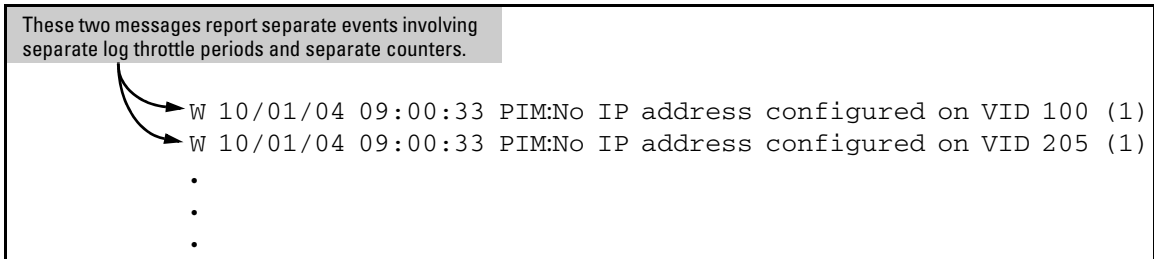 These two messages report separate events involving
separate log throttle periods and separate counters.
W 10/01/04 09:00:33 PIM:No IP address configured on VID 100 (1)
W 10/01/04 09:00:33 PIM:No IP address configured on VID 205 (1)
.
.
.